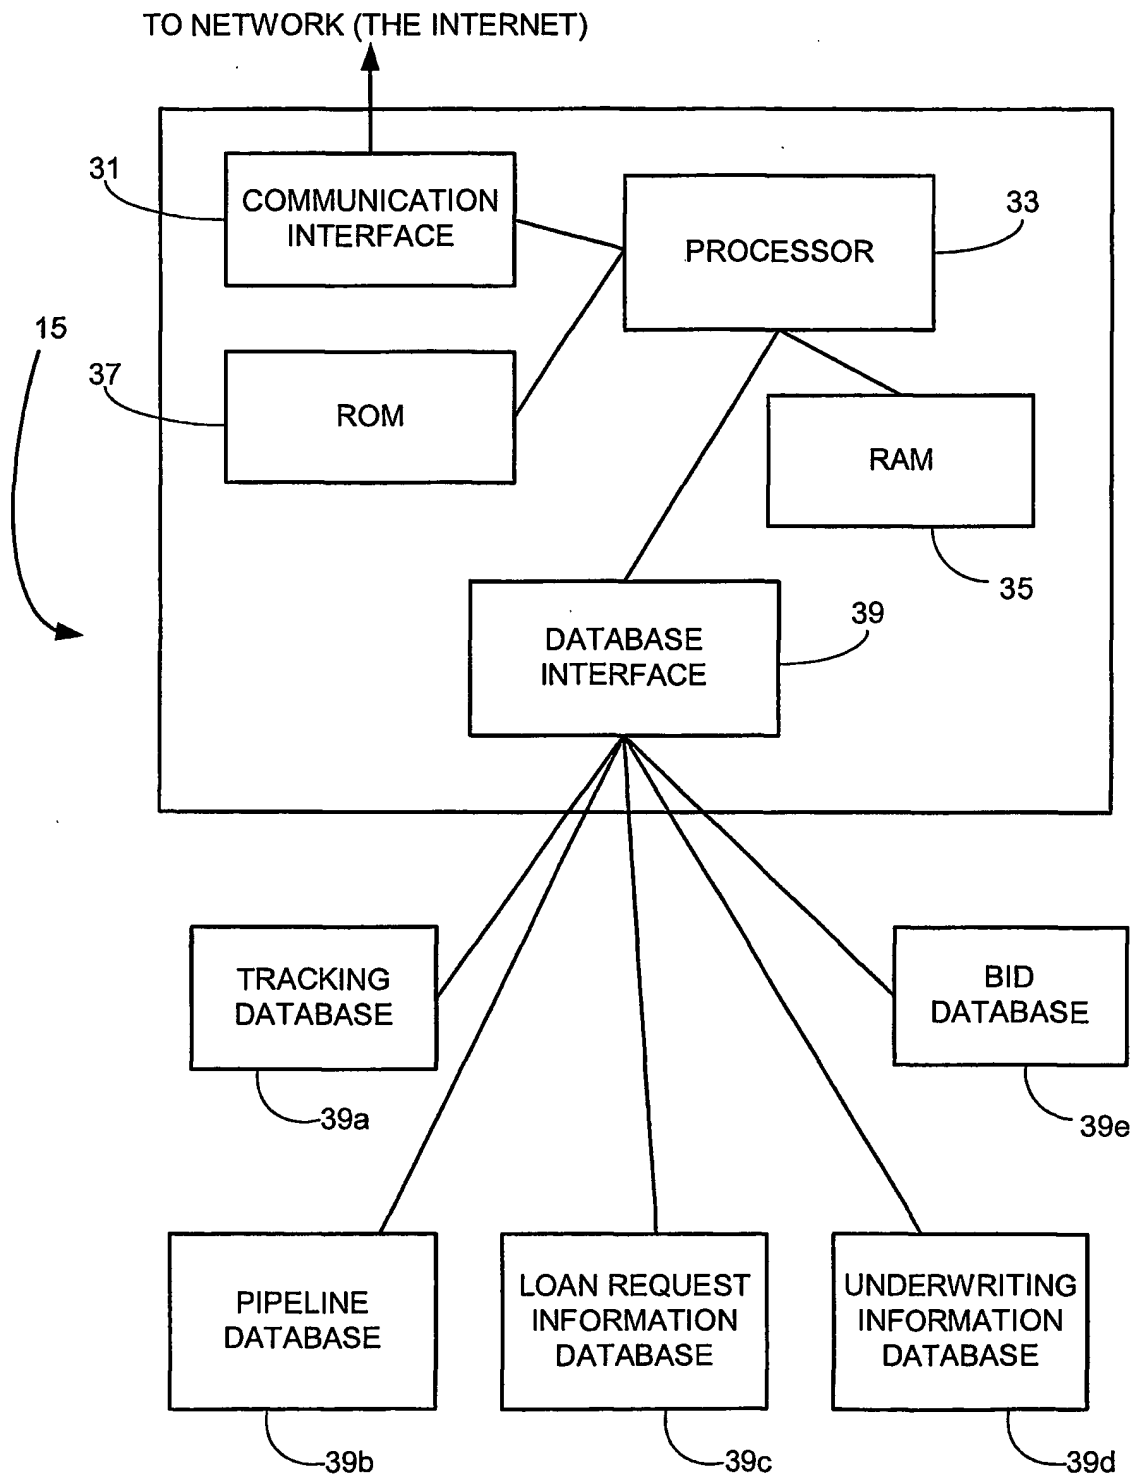 TO NETWORK (THE INTERNET)
31
COMMUNICATION
INTERFACE
PROCESSOR
33
15
37
ROM
RAM
35
DATABASE
INTERFACE
39
TRACKING
DATABASE
39a
BID
DATABASE
39e
PIPELINE
DATABASE
39b
LOAN REQUEST
INFORMATION
DATABASE
39c
UNDERWRITING
INFORMATION
DATABASE
39d